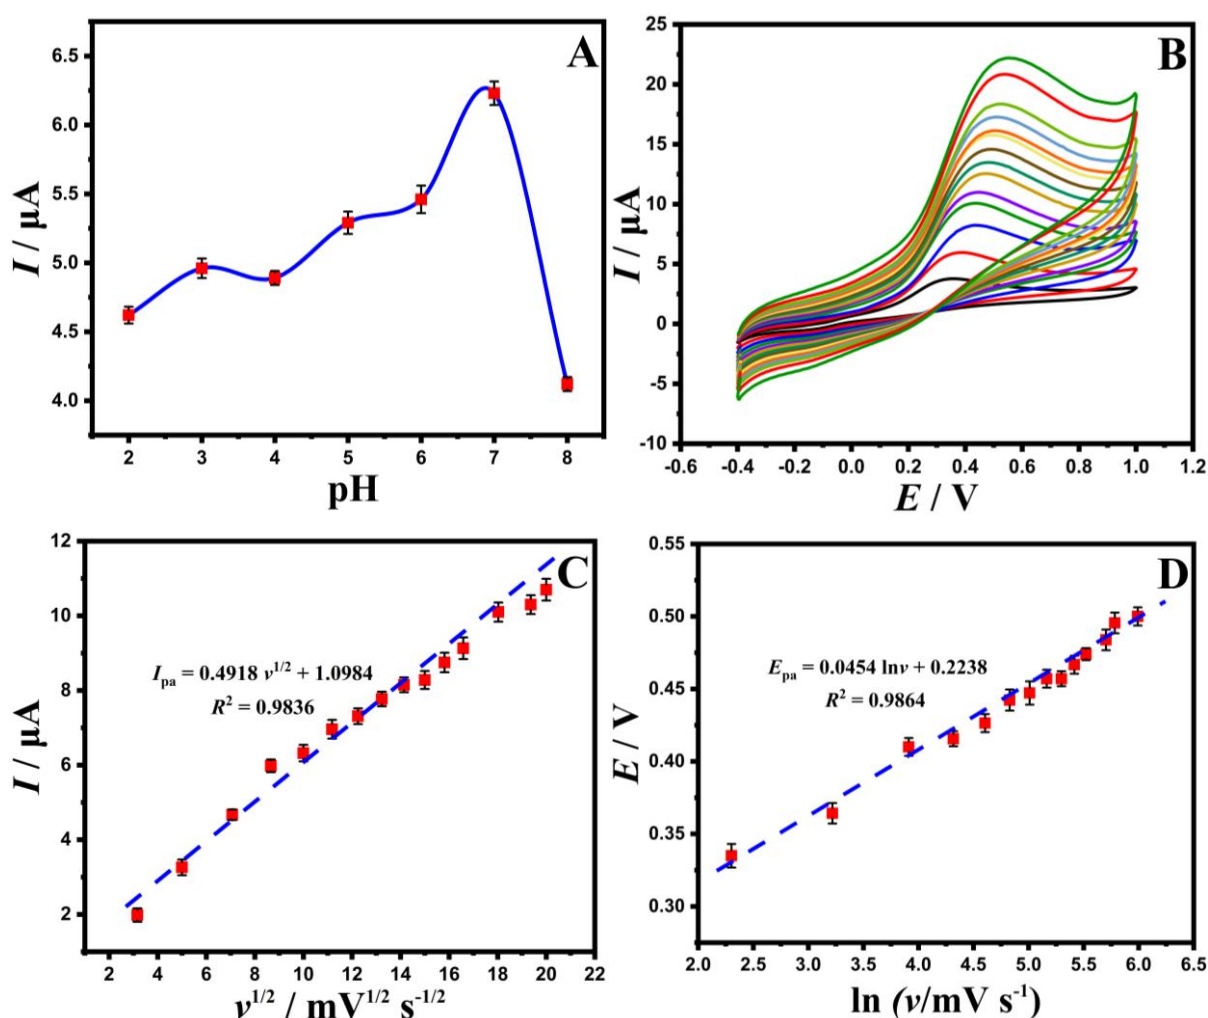 A
I / μA
6.5
6.0
5.5
5.0
4.5
4.0
2 3 4 5 6 7 8
pH
B
I / μA
25
20
15
10
5
0
-5
-10
-0.6 -0.4 -0.2 0.0 0.2 0.4 0.6 0.8 1.0 1.2
E / V
C
I / μA
12
10
8
6
4
2
Ipa = 0.4918 v1/2 + 1.0984
R2 = 0.9836
2 4 6 8 10 12 14 16 18 20 22
v1/2 / mV1/2 s-1/2
D
E / V
0.55
0.50
0.45
0.40
0.35
0.30
Epa = 0.0454 lnv + 0.2238
R2 = 0.9864
2.0 2.5 3.0 3.5 4.0 4.5 5.0 5.5 6.0 6.5
ln (v/mV s-1)